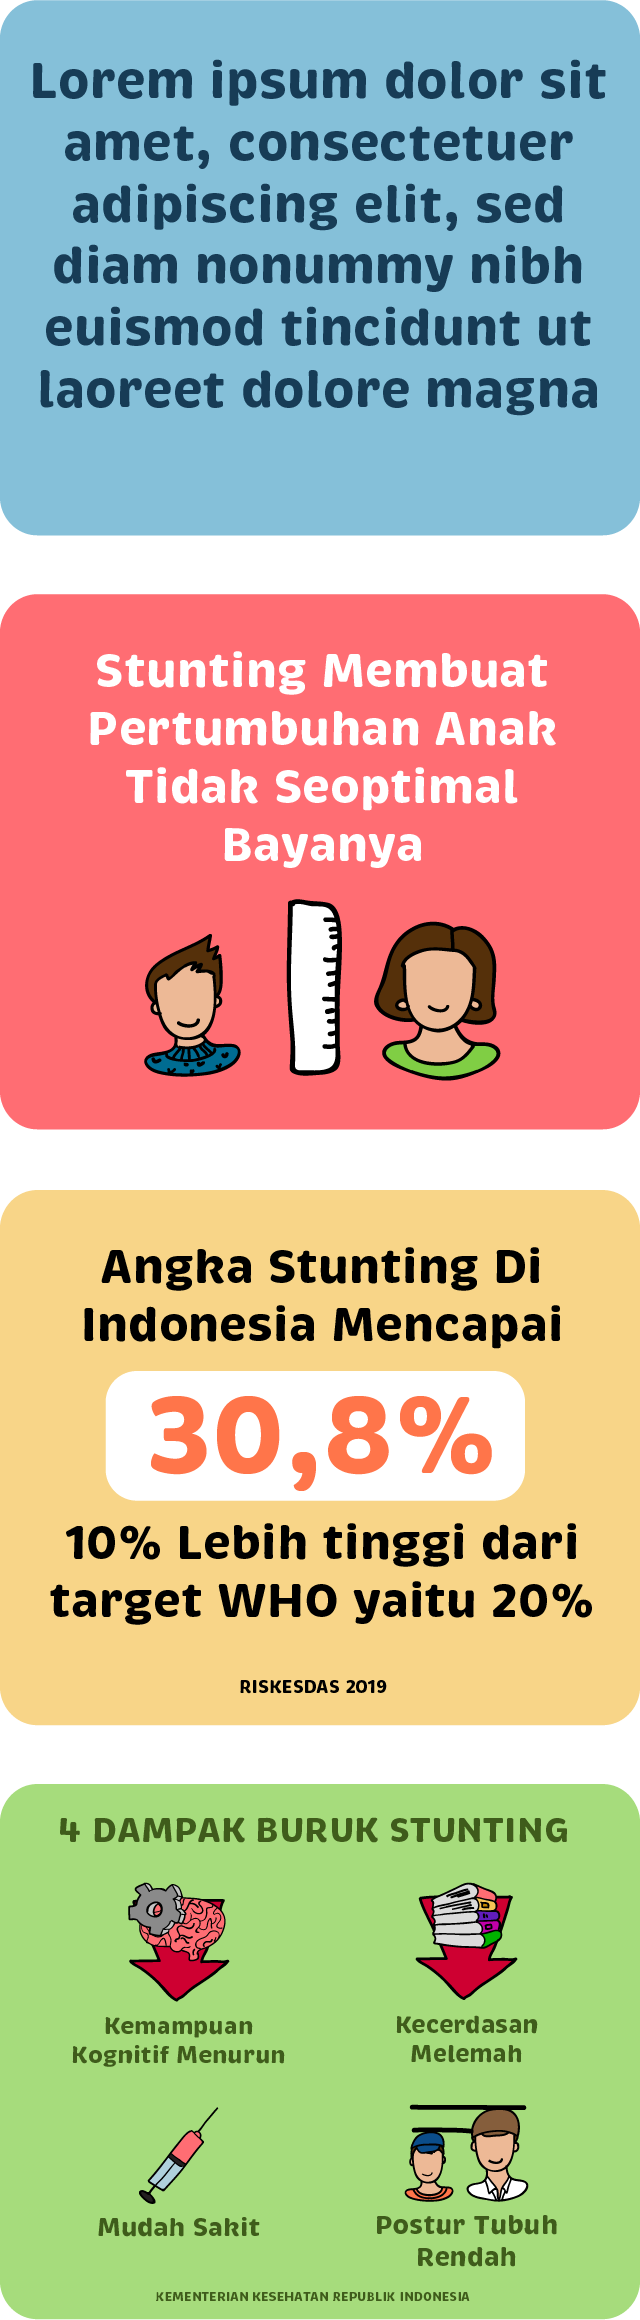 Lorem ipsum dolor sit
amet, consectetuer
adipiscing elit, sed
diam nonummy nibh
euismod tincidunt ut
laoreet dolore magna
Stunting Membuat
Pertumbuhan Anak
Tidak Seoptimal
Bayanya
Angka Stunting Di
Indonesia Mencapai
30,8%
10% Lebih tinggi dari
target WHO yaitu 20%
RISKESDAS 2019
4 DAMPAK BURUK STUNTING
Kemampuan
Kognitif Menurun
Kecerdasan
Melemah
Mudah Sakit
Postur Tubuh
Rendah
KEMENTERIAN KESEHATAN REPUBLIK INDONESIA